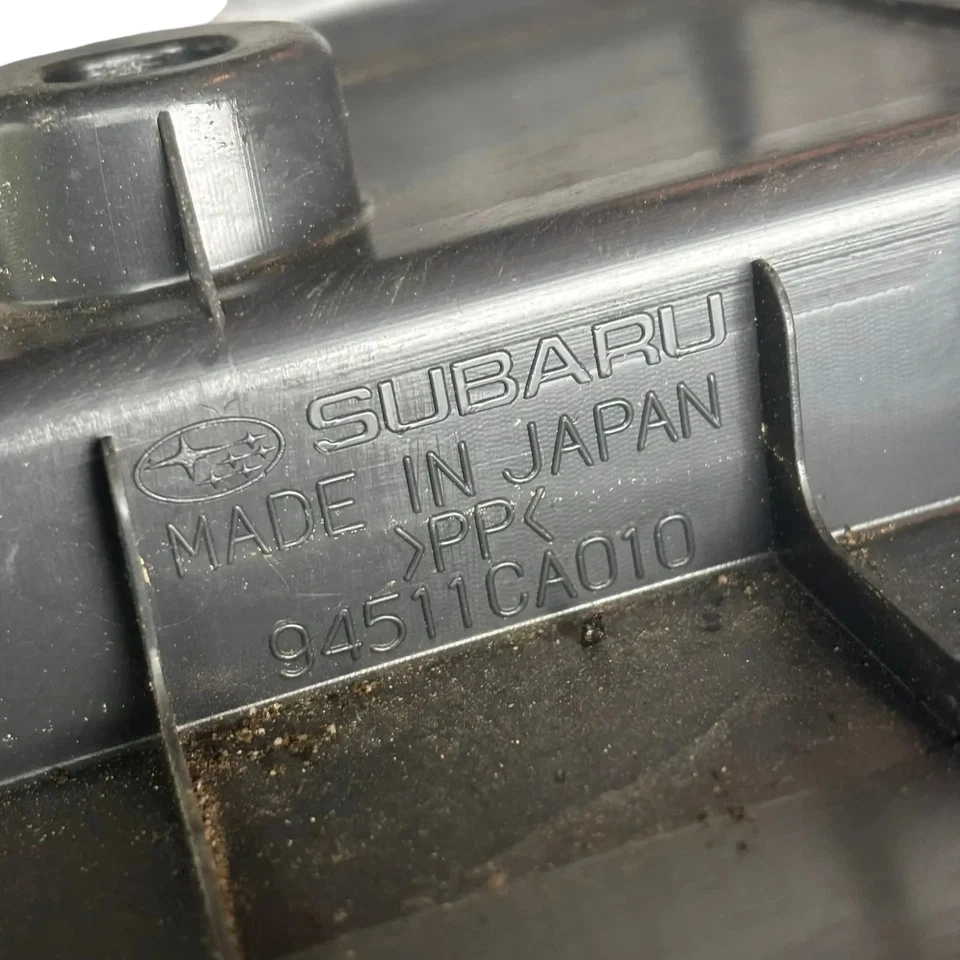 SUBARU
MADE IN JAPAN
>PP<
94511CA010